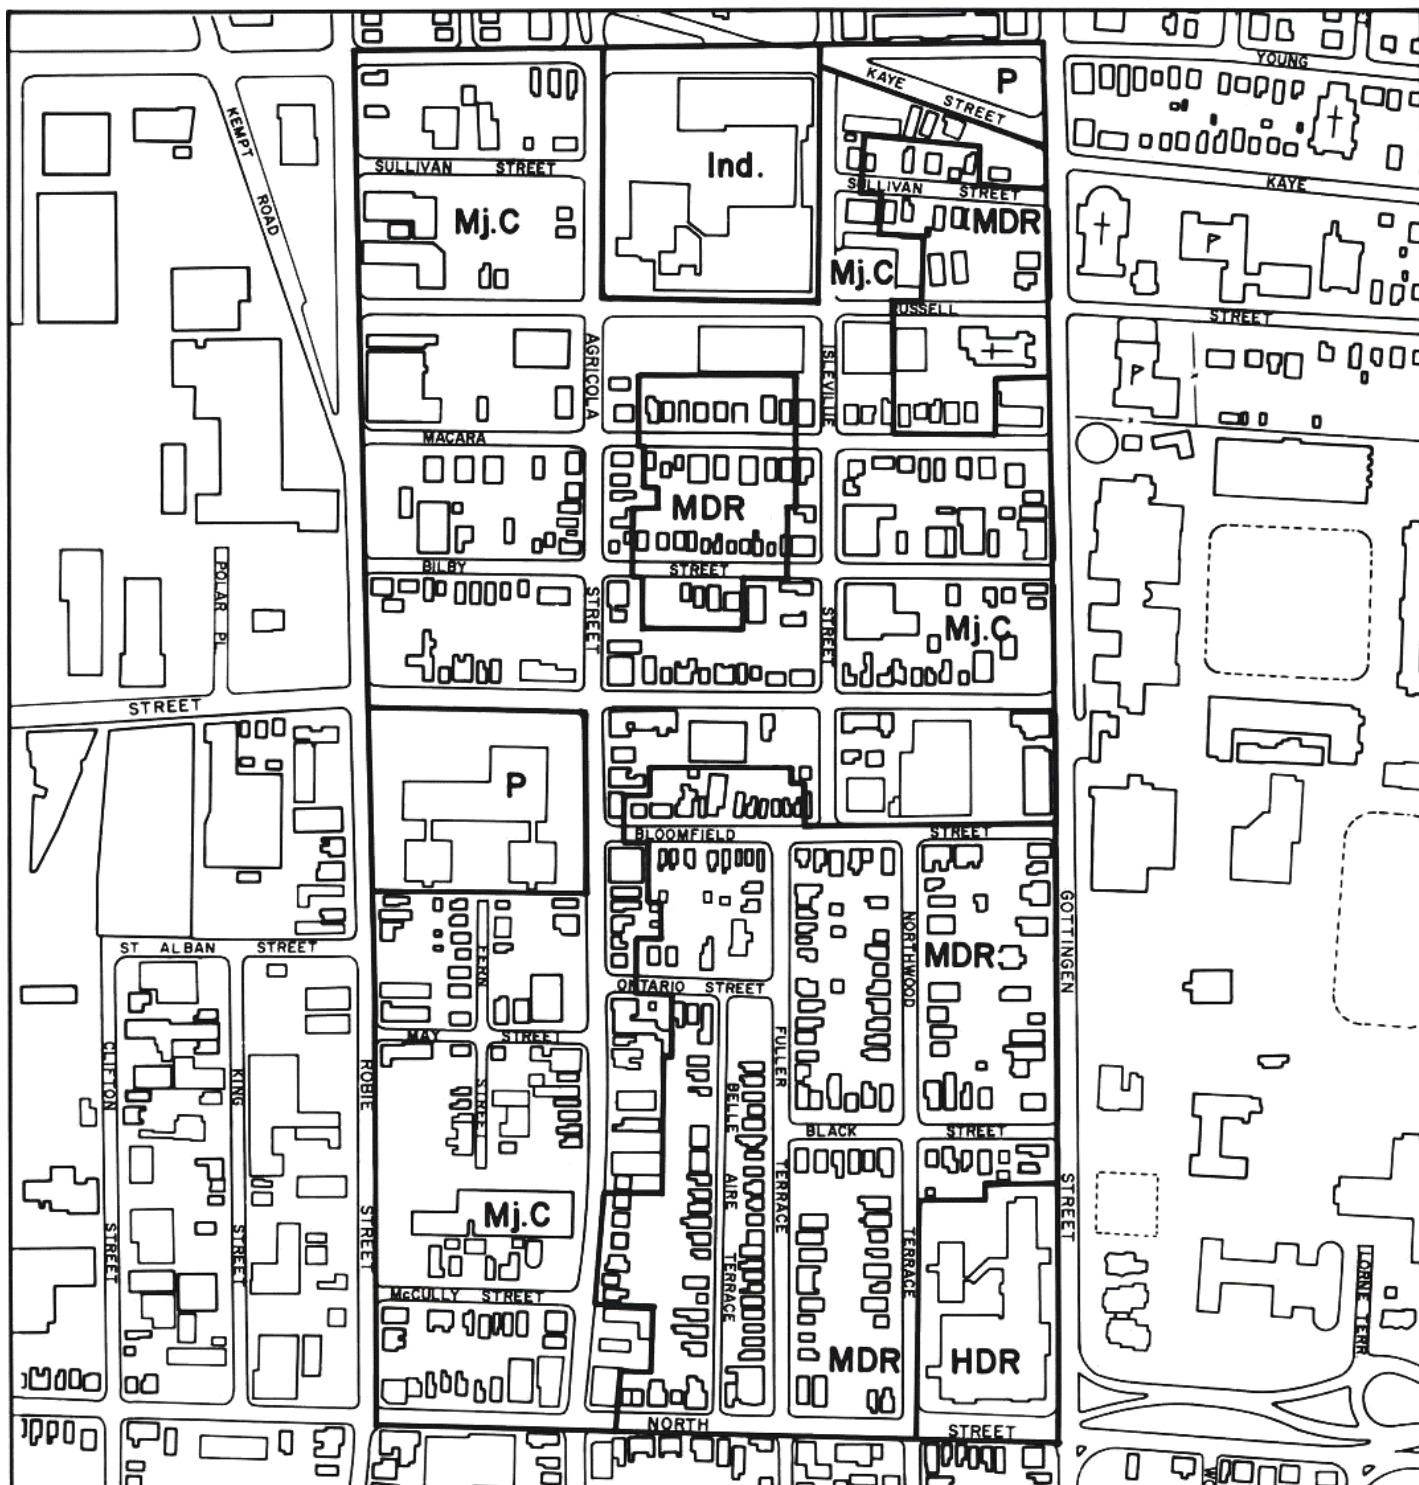 YOUNG
KAYE STREET
P
KEMPT ROAD
SULLIVAN STREET
Ind.
SULLIVAN STREET
KAYE
Mj.C
MDR
Mj.C
P
RUSSELL
STREET
AGRICOLA
ISLEVILLE
P
MACARA
MDR
BILBY
STREET
POLAR PL.
STREET
STREET
Mj.C
STREET
P
BLOOMFIELD
STREET
GOTTINGEN
NORTHWOOD
ST ALBAN STREET
FERN
MDR
ONTARIO STREET
MAY STREET
FULLER
CLIFTON
KING
ROBIE
STREET
BELLE
BLACK STREET
AIRE
TERRACE
STREET
Mj.C
STREET
STREET
STREET
TERRACE
TERRACE
McCULLY STREET
LORNE TERR
MDR
HDR
NORTH
STREET